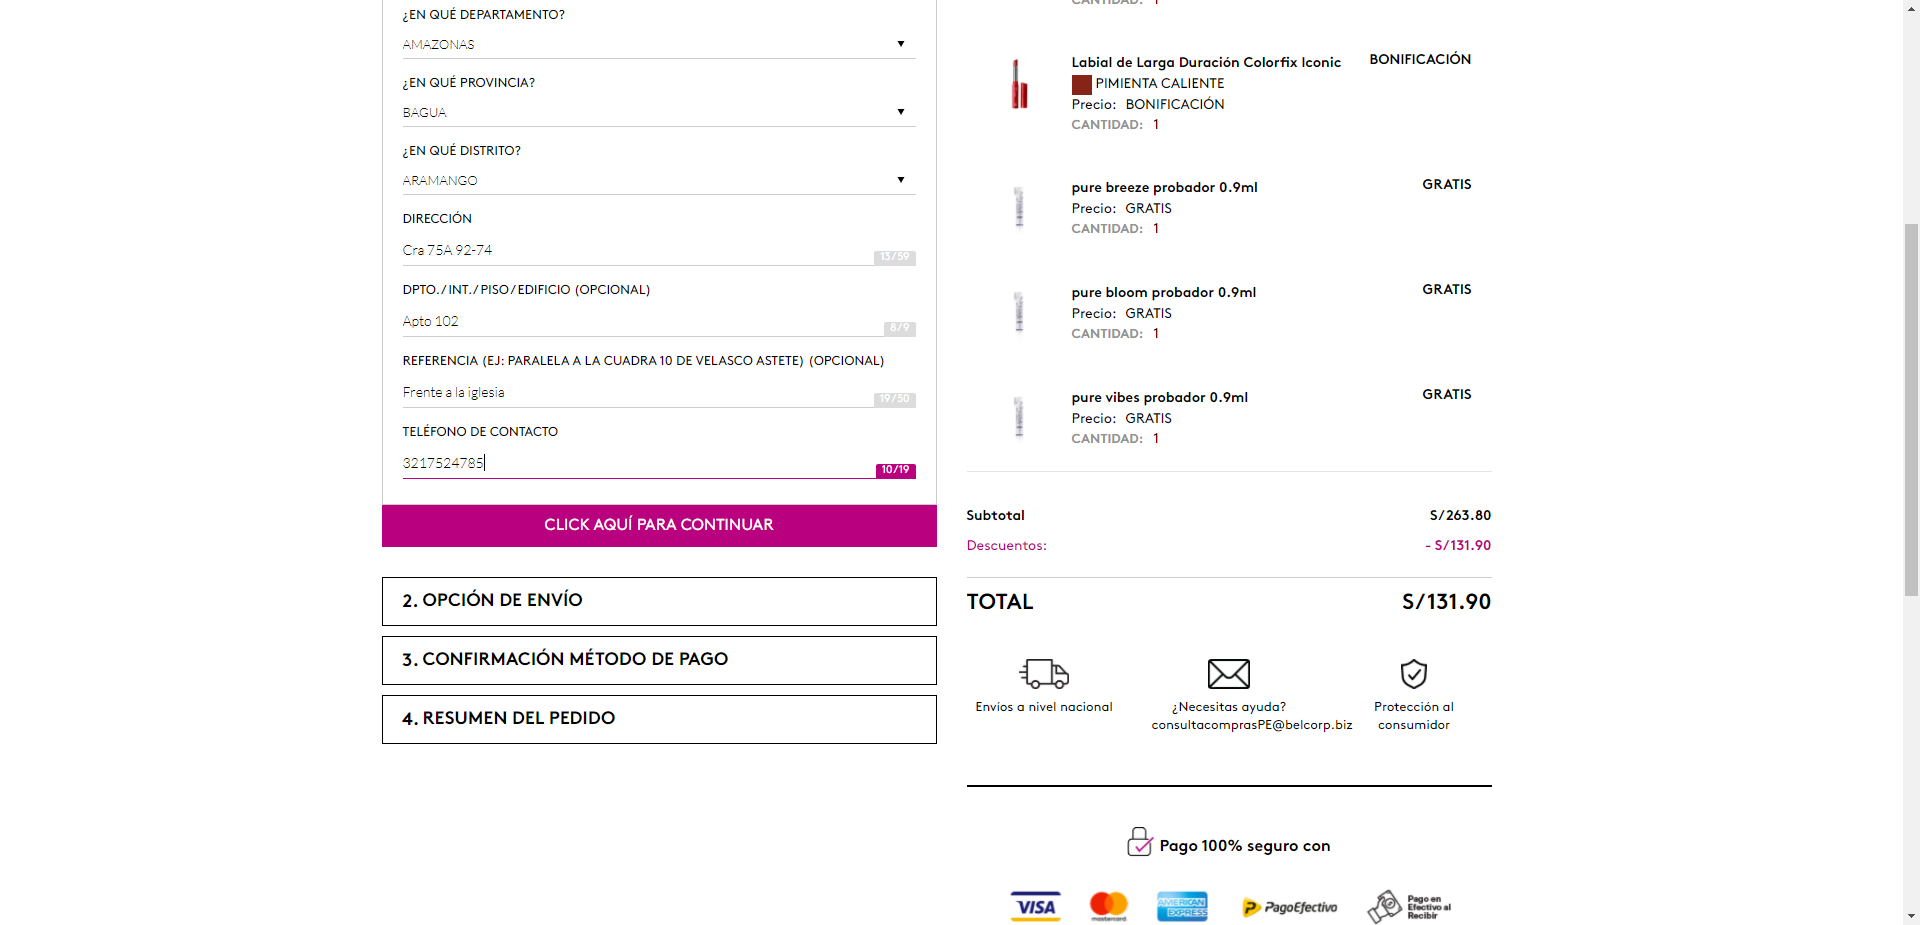 ¿EN QUÉ DEPARTAMENTO?
AMAZONAS
¿EN QUÉ PROVINCIA?
BAGUA
¿EN QUÉ DISTRITO?
ARAMANGO
DIRECCIÓN
Cra 75A 92-74
13/59
DPTO. / INT. / PISO / EDIFICIO (OPCIONAL)
Apto 102
8/9
REFERENCIA (EJ: PARALELA A LA CUADRA 10 DE VELASCO ASTETE) (OPCIONAL)
Frente a la iglesia
19/50
TELÉFONO DE CONTACTO
3217524785
10/19
CLICK AQUÍ PARA CONTINUAR
2. OPCIÓN DE ENVÍO
3. CONFIRMACIÓN MÉTODO DE PAGO
4. RESUMEN DEL PEDIDO
CANTIDAD: 1
Labial de Larga Duración Colorfix Iconic
BONIFICACIÓN
PIMIENTA CALIENTE
Precio: BONIFICACIÓN
CANTIDAD: 1
pure breeze probador 0.9ml
GRATIS
Precio: GRATIS
CANTIDAD: 1
pure bloom probador 0.9ml
GRATIS
Precio: GRATIS
CANTIDAD: 1
pure vibes probador 0.9ml
GRATIS
Precio: GRATIS
CANTIDAD: 1
Subtotal S/263.80
Descuentos: - S/131.90
TOTAL S/131.90
Envíos a nivel nacional
¿Necesitas ayuda?
consultacomprasPE@belcorp.biz
Protección al
consumidor
Pago 100% seguro con
VISA
mastercard
AMERICAN
EXPRESS
PagoEfectivo
Pago en
Efectivo al
Recibir